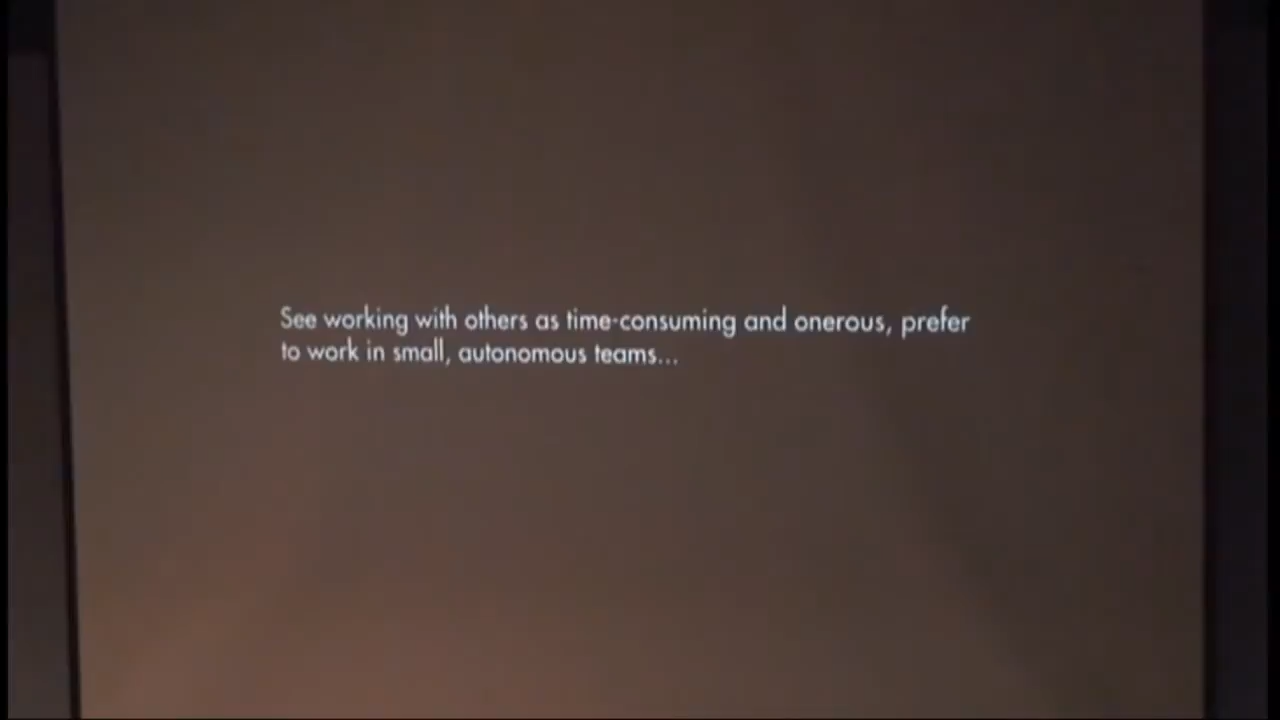 See working with others as time-consuming and onerous, prefer
to work in small, autonomous teams...